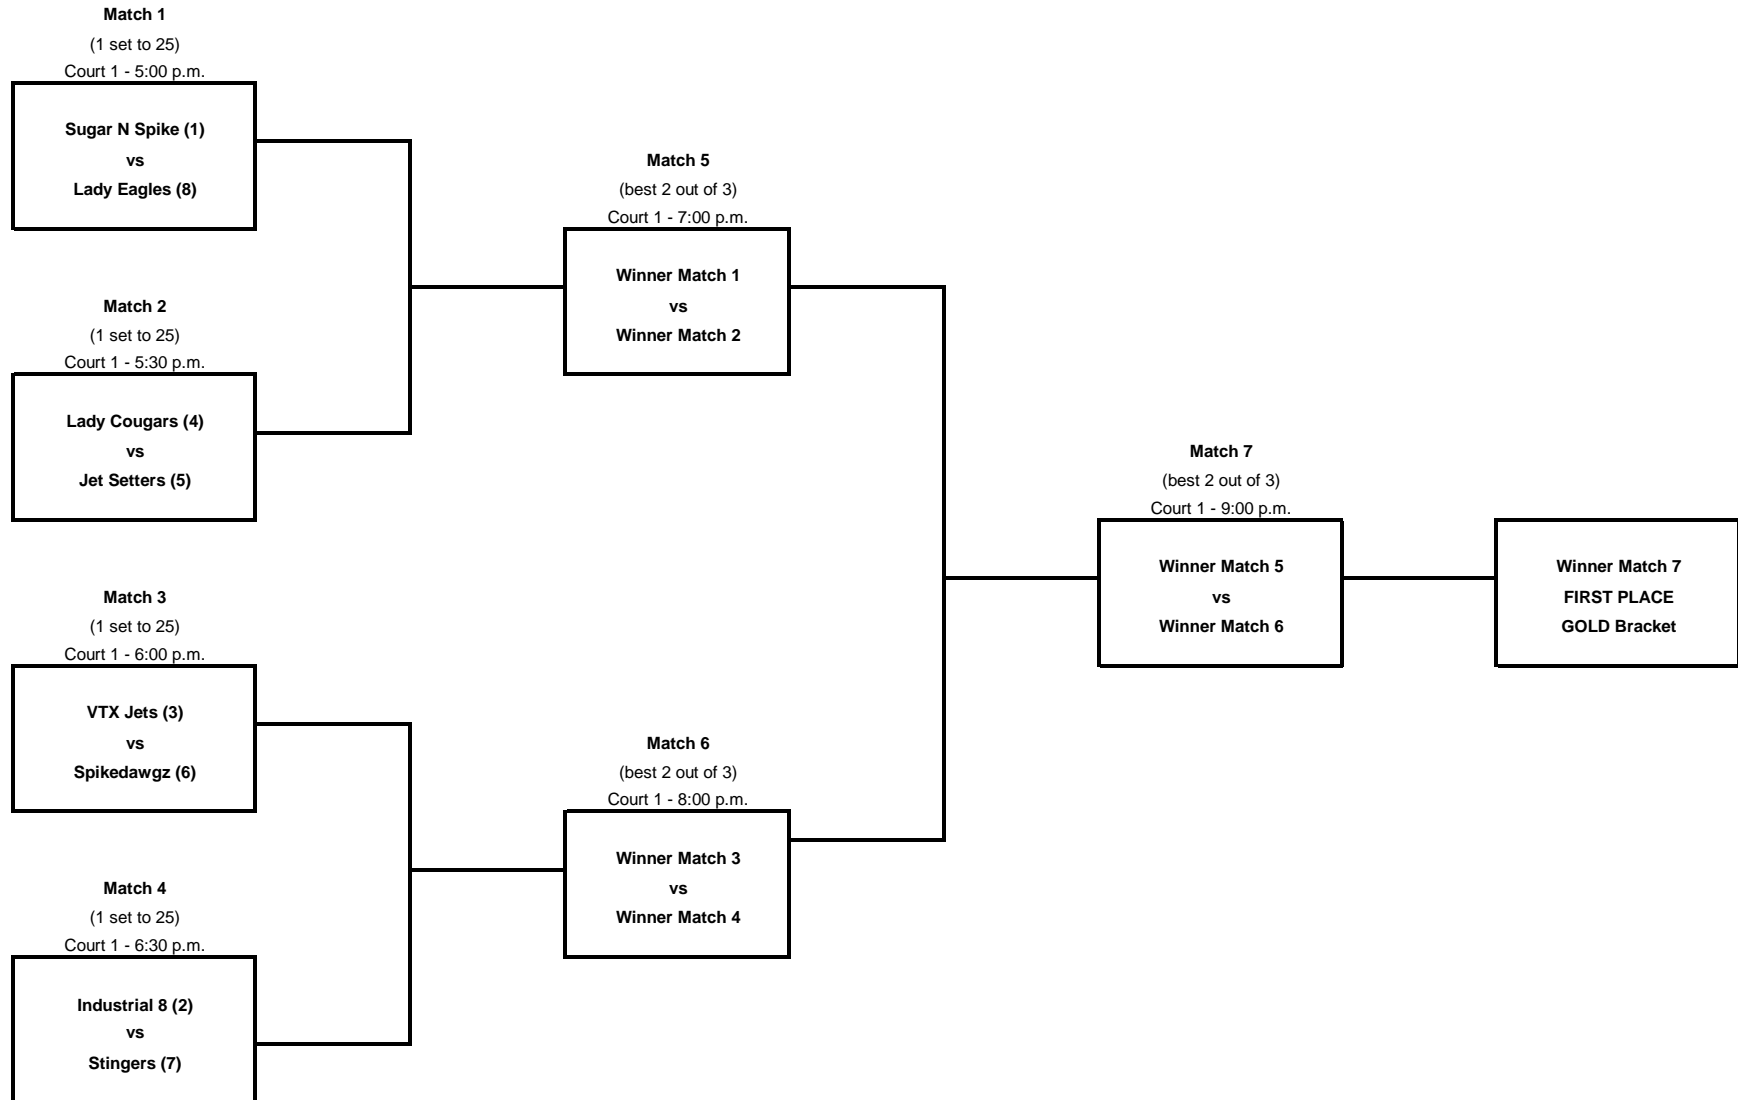 Match 1
(1 set to 25)
Court 1 - 5:00 p.m.
Sugar N Spike (1)
vs
Lady Eagles (8)
Match 2
(1 set to 25)
Court 1 - 5:30 p.m.
Lady Cougars (4)
vs
Jet Setters (5)
Match 3
(1 set to 25)
Court 1 - 6:00 p.m.
VTX Jets (3)
vs
Spikedawgz (6)
Match 4
(1 set to 25)
Court 1 - 6:30 p.m.
Industrial 8 (2)
vs
Stingers (7)
Match 5
(best 2 out of 3)
Court 1 - 7:00 p.m.
Winner Match 1
vs
Winner Match 2
Match 6
(best 2 out of 3)
Court 1 - 8:00 p.m.
Winner Match 3
vs
Winner Match 4
Match 7
(best 2 out of 3)
Court 1 - 9:00 p.m.
Winner Match 5
vs
Winner Match 6
Winner Match 7
FIRST PLACE
GOLD Bracket